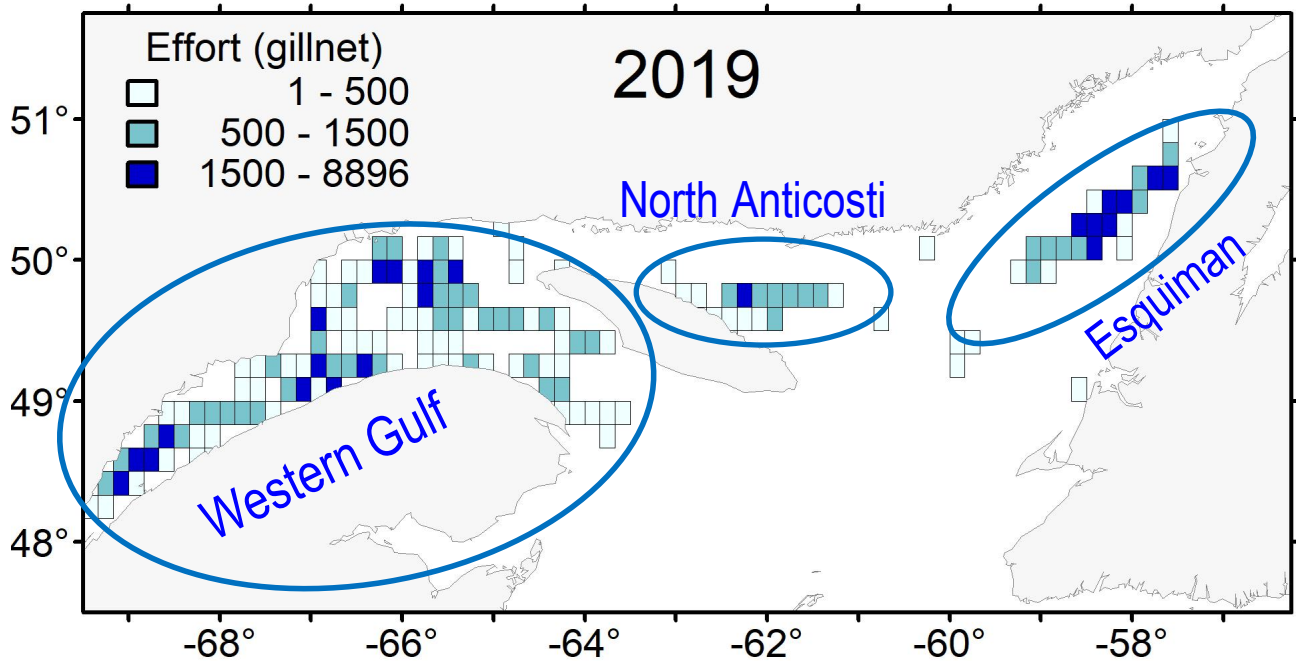 Effort (gillnet)
1 - 500
500 - 1500
1500 - 8896
2019
North Anticosti
Esquiman
Western Gulf
51°
50°
49°
48°
-68°
-66°
-64°
-62°
-60°
-58°